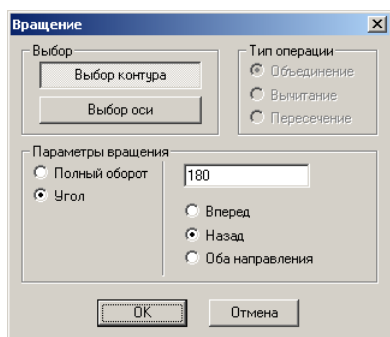 Вращение
Выбор
Выбор контура
Выбор оси
Тип операции
Объединение
Вычитание
Пересечение
Параметры вращения
Полный оборот
Угол
180
Вперед
Назад
Оба направления
OK
Отмена